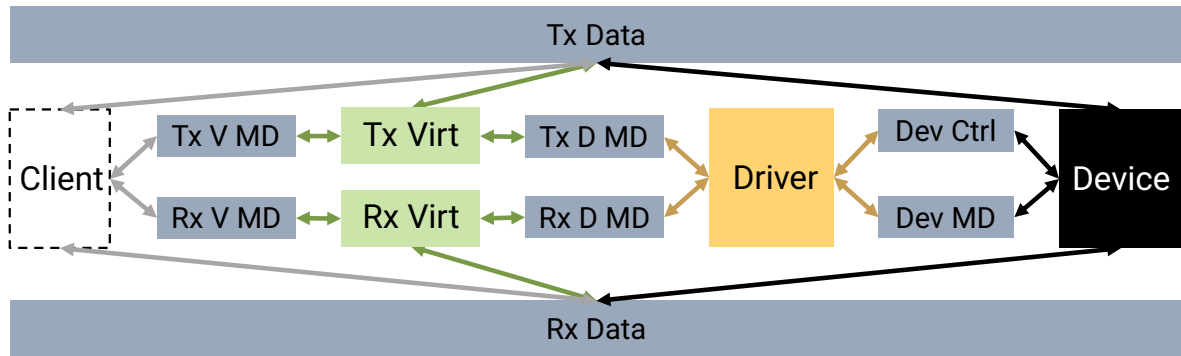 Tx Data
Tx V MD
Tx Virt
Tx D MD
Dev Ctrl
Client
Driver
Device
Rx V MD
Rx Virt
Rx D MD
Dev MD
Rx Data